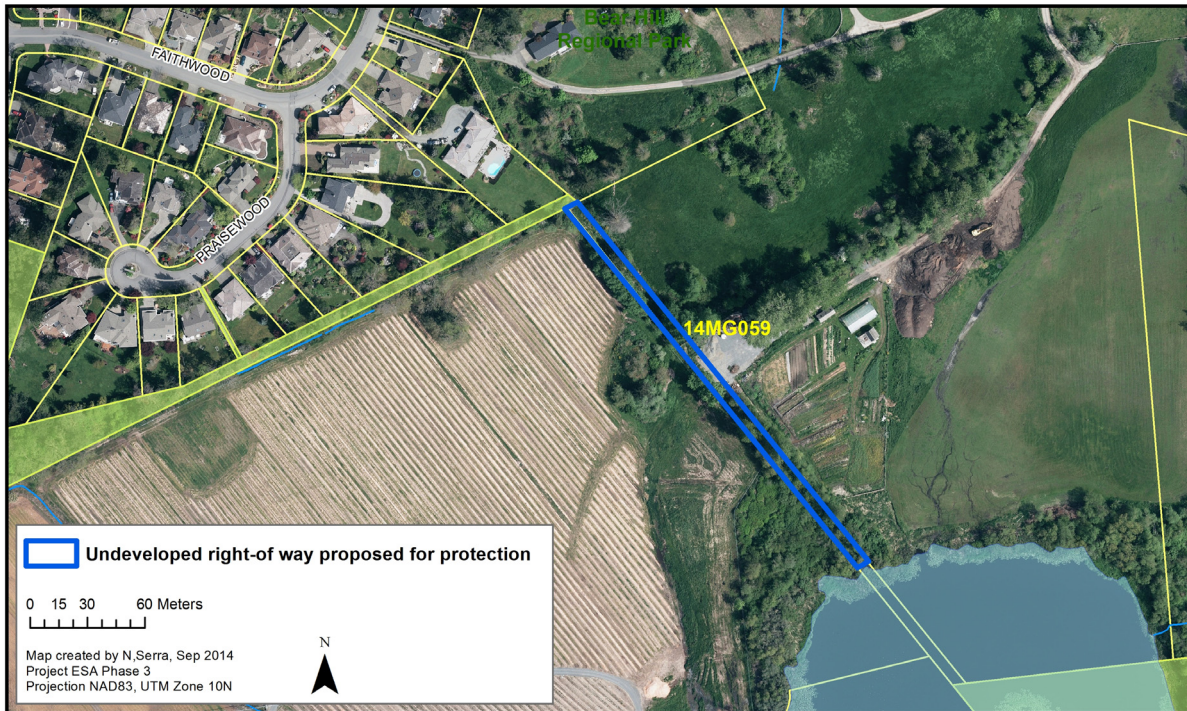 Bear Hill
Regional Park
FAITHWOOD
PRAISEWOOD
14MG059
Undeveloped right-of way proposed for protection
0 15 30 60 Meters
N
Map created by N,Serra, Sep 2014
Project ESA Phase 3
Projection NAD83, UTM Zone 10N